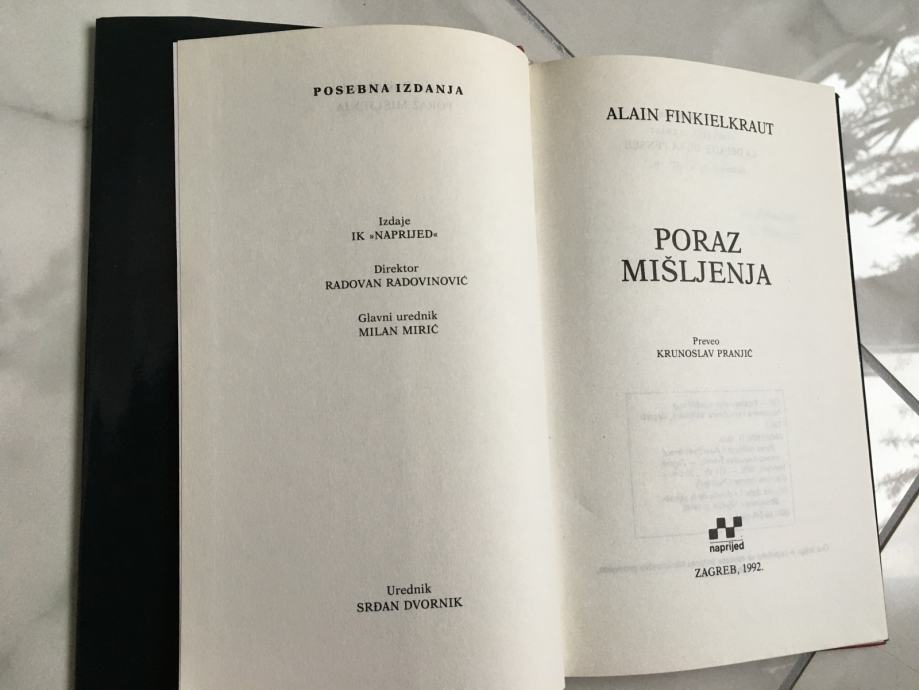 POSEBNA IZDANJA
Izdaje
IK »NAPRIJED«
Direktor
RADOVAN RADOVINOVIĆ
Glavni urednik
MILAN MIRIĆ
Urednik
SRĐAN DVORNIK
ALAIN FINKIELKRAUT
PORAZ
MIŠLJENJA
Preveo
KRUNOSLAV PRANJIĆ
naprijed
ZAGREB, 1992.